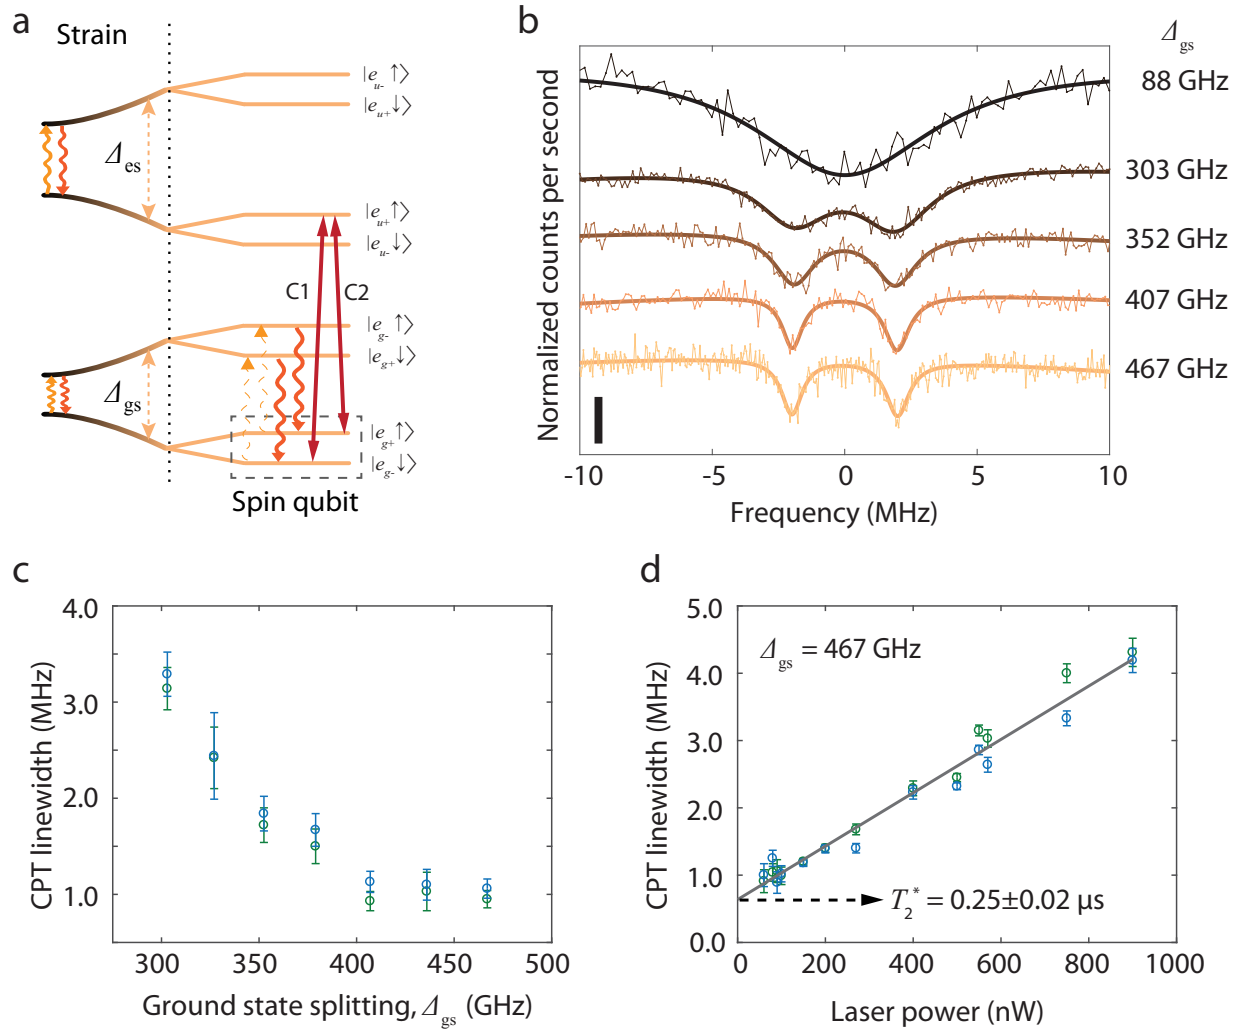 a
Strain
|e_u-↑⟩
|e_u+↓⟩
Δ_es
|e_u+↑⟩
|e_u-↓⟩
C1
C2
|e_g-↑⟩
|e_g+↓⟩
Δ_gs
|e_g+↑⟩
|e_g-↓⟩
Spin qubit
b
Δ_gs
88 GHz
303 GHz
352 GHz
407 GHz
467 GHz
Normalized counts per second
-10
-5
0
5
10
Frequency (MHz)
c
4.0
3.0
2.0
1.0
CPT linewidth (MHz)
300
350
400
450
500
Ground state splitting, Δ_gs (GHz)
d
5.0
4.0
3.0
2.0
1.0
0.0
CPT linewidth (MHz)
Δ_gs = 467 GHz
T_2^* = 0.25±0.02 µs
0
200
400
600
800
1000
Laser power (nW)